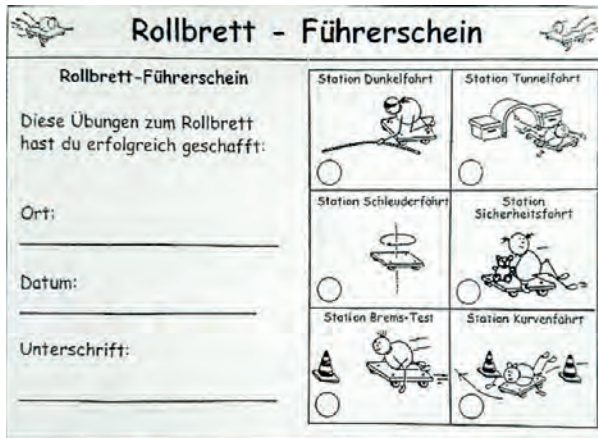 Rollbrett - Führerschein
Rollbrett-Führerschein
Diese Übungen zum Rollbrett
hast du erfolgreich geschafft:
Ort:
Datum:
Unterschrift:
Station Dunkelfahrt
Station Tunnelfahrt
Station Schleuderfahrt
Station
Sicherheitsfahrt
Station Brems-Test
Station Kurvenfahrt